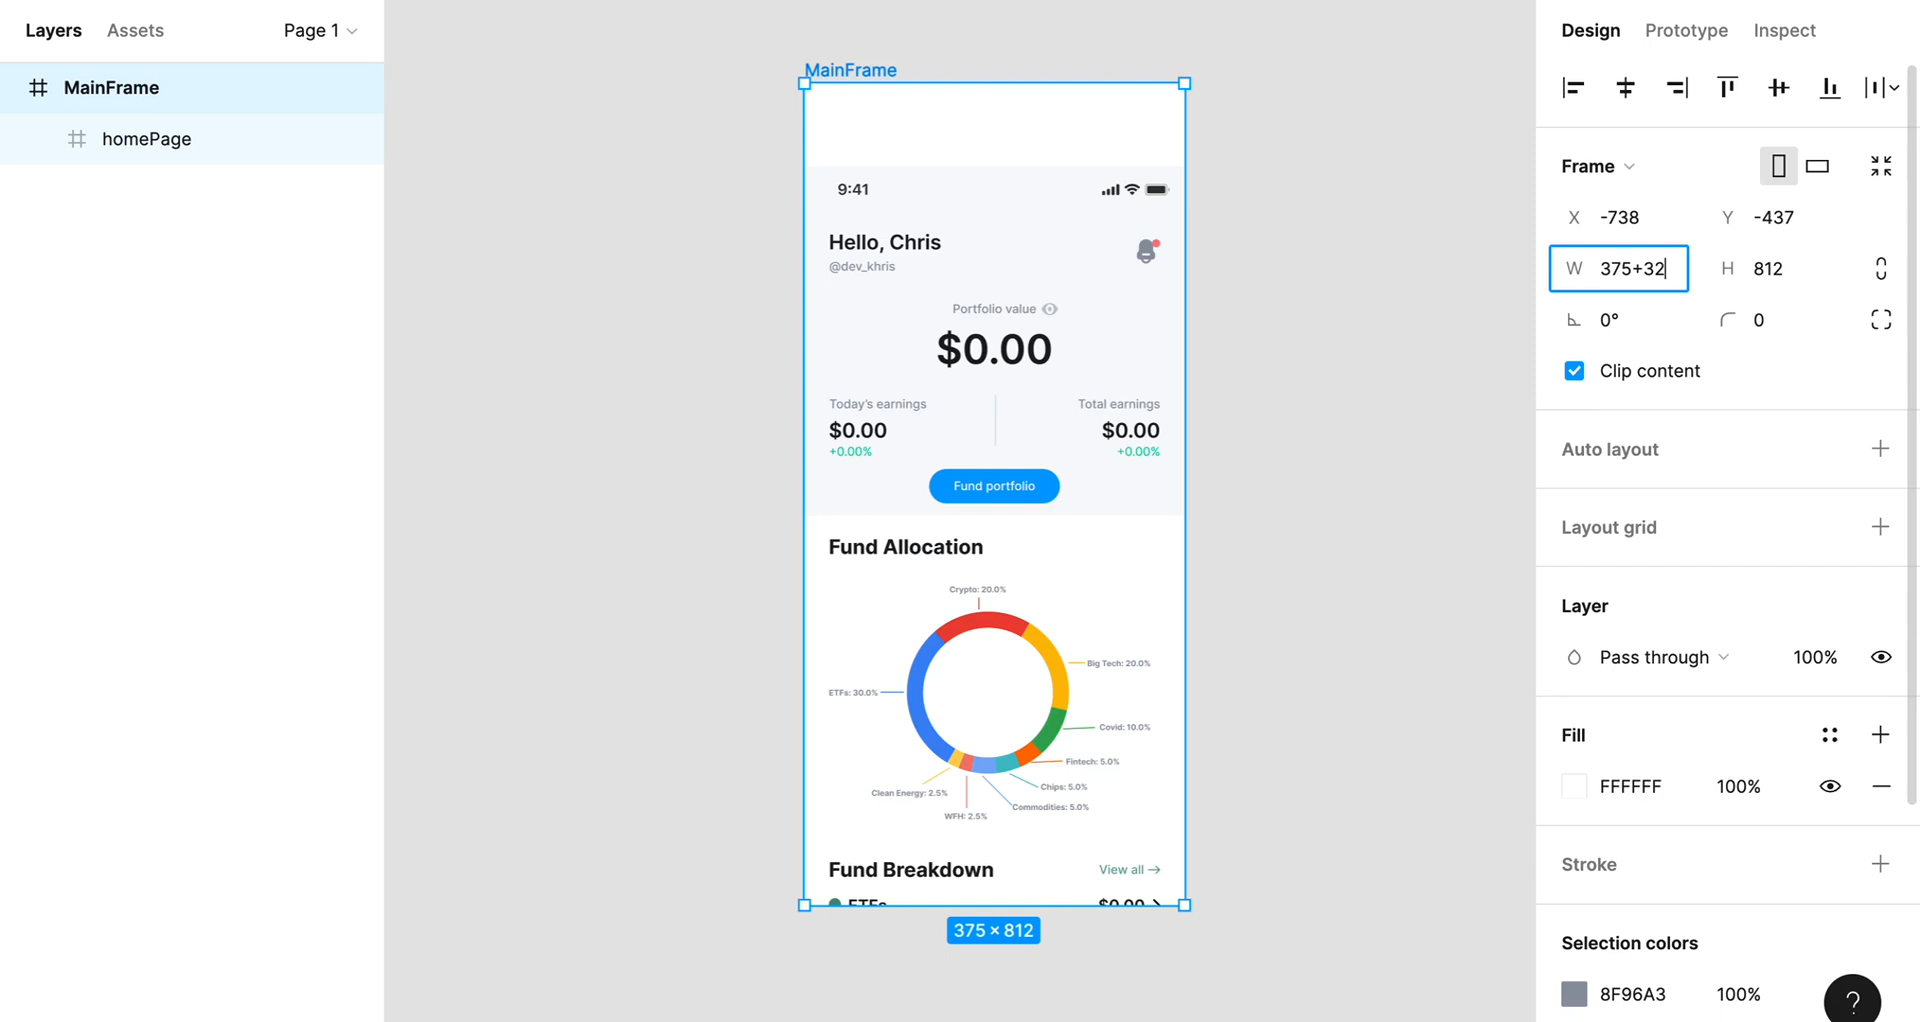 Layers
Assets
Page 1
MainFrame
homePage
MainFrame
9:41
Hello, Chris
@dev_khris
Portfolio value
$0.00
Today's earnings
Total earnings
$0.00
$0.00
+0.00%
+0.00%
Fund portfolio
Fund Allocation
Crypto: 20.0%
Big Tech: 20.0%
ETFs: 30.0%
Covid: 10.0%
Fintech: 5.0%
Chips: 5.0%
Clean Energy: 2.5%
Commodities: 5.0%
WFH: 2.5%
Fund Breakdown
View all →
ETFs
$0.00
375 × 812
Design
Prototype
Inspect
Frame
X -738
Y -437
W 375+32
H 812
0°
0
Clip content
Auto layout
Layout grid
Layer
Pass through
100%
Fill
FFFFFF
100%
Stroke
Selection colors
8F96A3
100%
?